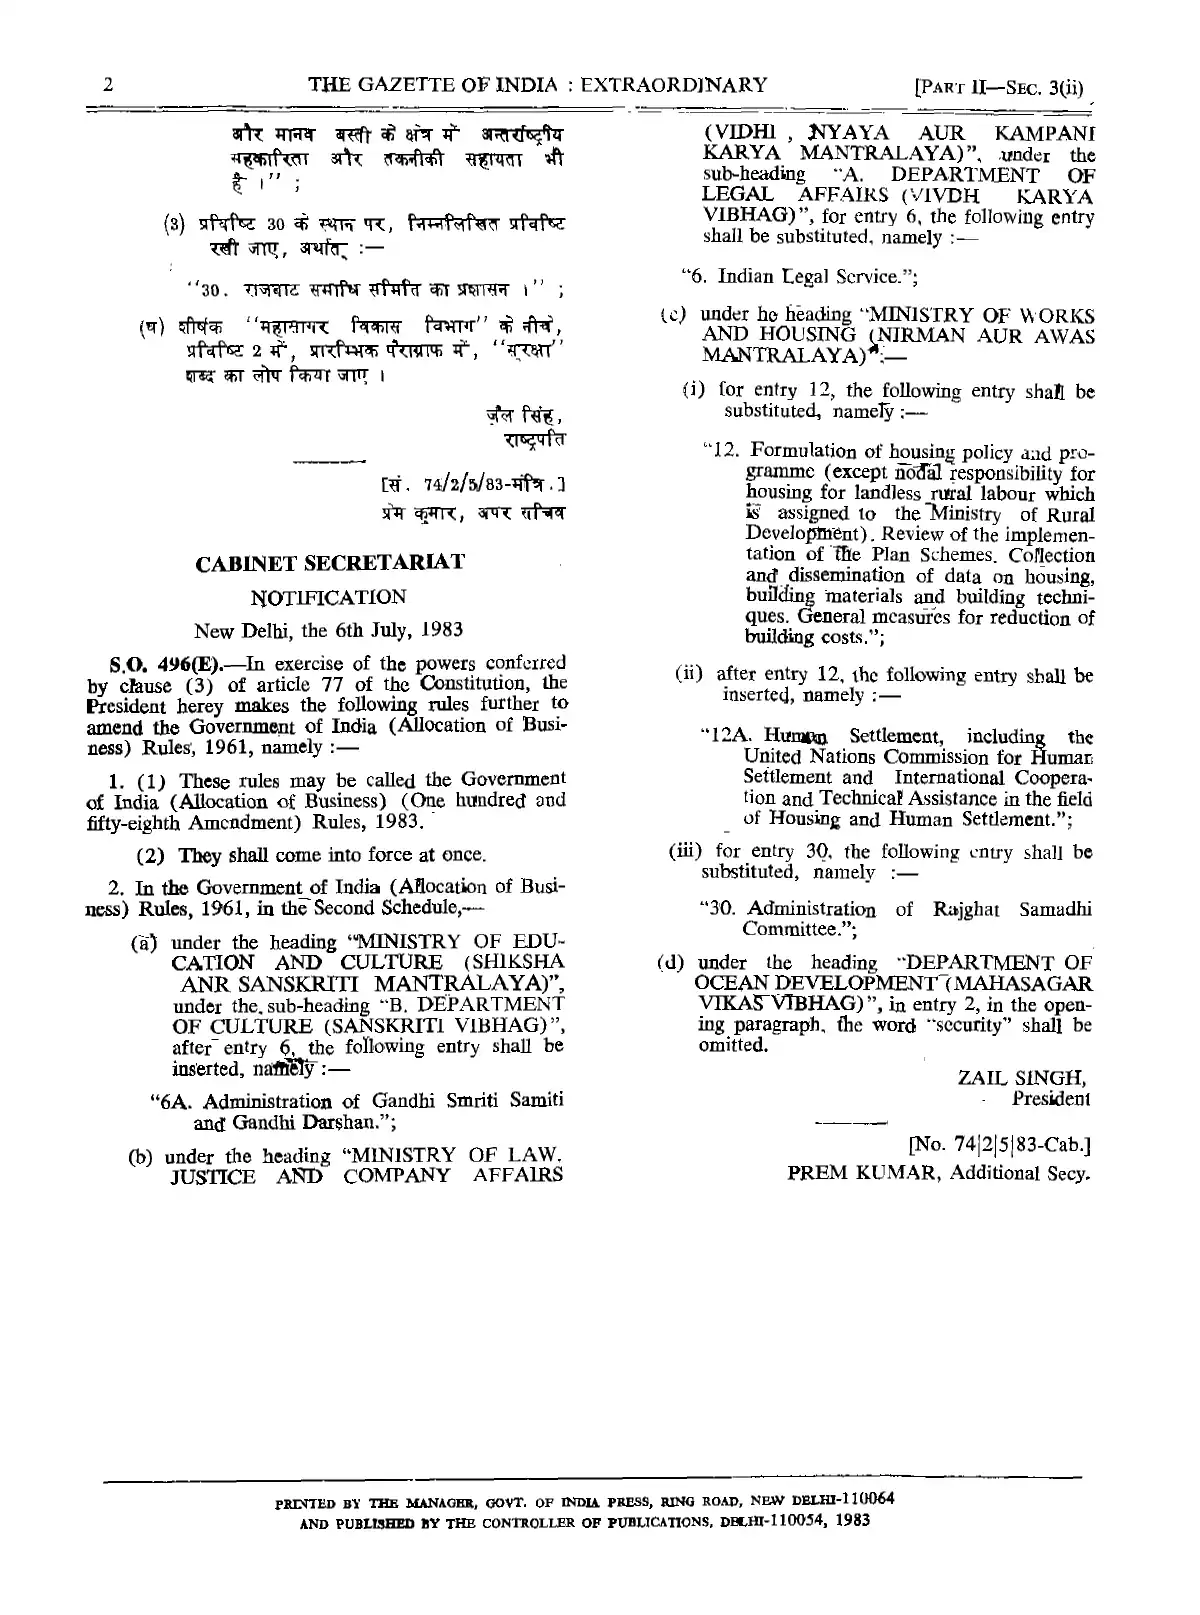 2 THE GAZETTE OF INDIA : EXTRAORDINARY [PART II—SEC. 3(ii)
और मानव बस्ती के क्षेत्र में अन्तर्राष्ट्रीय
सहकारिता और तकनीकी सहायता भी
है ।" ;
(3) प्रविष्टि 30 के स्थान पर, निम्नलिखित प्रविष्टि
रखी जाए, अर्थात् :—
"30. राजघाट समाधि समिति का प्रशासन ।" ;
(घ) शीर्षक "महासागर विकास विभाग" के नीचे,
प्रविष्टि 2 में, प्रारम्भिक पैराग्राफ में, "सुरक्षा"
शब्द का लोप किया जाए ।
ज़ैल सिंह,
राष्ट्रपति
[सं. 74/2/5/83-मंत्रि.]
प्रेम कुमार, अपर सचिव
CABINET SECRETARIAT
NOTIFICATION
New Delhi, the 6th July, 1983
S.O. 496(E).—In exercise of the powers conferred
by clause (3) of article 77 of the Constitution, the
President herey makes the following rules further to
amend the Government of India (Allocation of Busi-
ness) Rules, 1961, namely :—
1. (1) These rules may be called the Government
of India (Allocation of Business) (One hundred and
fifty-eighth Amendment) Rules, 1983.
(2) They shall come into force at once.
2. In the Government of India (Allocation of Busi-
ness) Rules, 1961, in the Second Schedule,—
(a) under the heading "MINISTRY OF EDU-
CATION AND CULTURE (SHIKSHA
ANR SANSKRITI MANTRALAYA)",
under the sub-heading "B. DEPARTMENT
OF CULTURE (SANSKRITI VIBHAG)",
after entry 6, the following entry shall be
inserted, namely :—
"6A. Administration of Gandhi Smriti Samiti
and Gandhi Darshan.";
(b) under the heading "MINISTRY OF LAW.
JUSTICE AND COMPANY AFFAIRS
(VIDHI , NYAYA AUR KAMPANI
KARYA MANTRALAYA)", under the
sub-heading "A. DEPARTMENT OF
LEGAL AFFAIRS (VIVDH KARYA
VIBHAG)", for entry 6, the following entry
shall be substituted, namely :—
"6. Indian Legal Service.";
(c) under he heading "MINISTRY OF WORKS
AND HOUSING (NIRMAN AUR AWAS
MANTRALAYA)":—
(i) for entry 12, the following entry shall be
substituted, namely :—
"12. Formulation of housing policy and pro-
gramme (except nodal responsibility for
housing for landless rural labour which
is assigned to the Ministry of Rural
Development). Review of the implemen-
tation of the Plan Schemes. Collection
and dissemination of data on housing,
building materials and building techni-
ques. General measures for reduction of
building costs.";
(ii) after entry 12, the following entry shall be
inserted, namely :—
"12A. Human Settlement, including the
United Nations Commission for Human
Settlement and International Coopera-
tion and Technical Assistance in the field
of Housing and Human Settlement.";
(iii) for entry 30, the following entry shall be
substituted, namely :—
"30. Administration of Rajghat Samadhi
Committee.";
(d) under the heading "DEPARTMENT OF
OCEAN DEVELOPMENT (MAHASAGAR
VIKAS VIBHAG)", in entry 2, in the open-
ing paragraph, the word "security" shall be
omitted.
ZAIL SINGH,
President
[No. 74|2|5|83-Cab.]
PREM KUMAR, Additional Secy.
PRINTED BY THE MANAGER, GOVT. OF INDIA PRESS, RING ROAD, NEW DELHI-110064
AND PUBLISHED BY THE CONTROLLER OF PUBLICATIONS, DELHI-110054, 1983